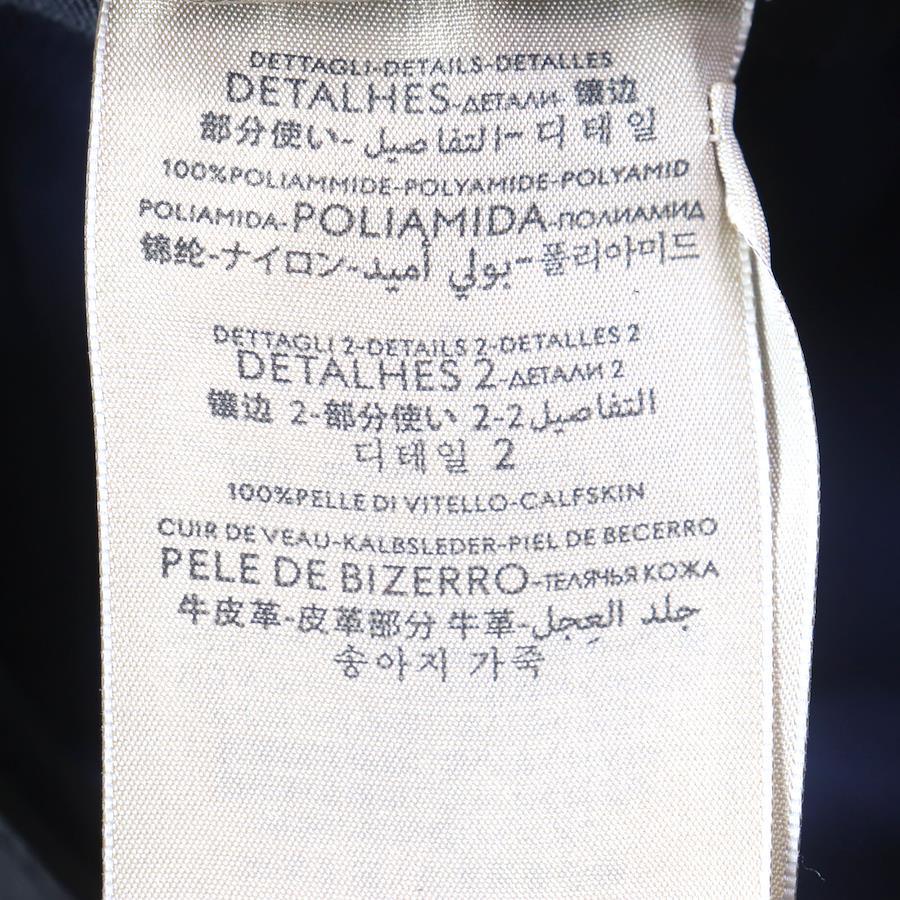 DETTAGLI-DETAILS-DETALLES
DETALHES-ДЕТАЛИ- 镶边
部分使い-التفاصيل-디테일
100%POLIAMMIDE-POLYAMIDE-POLYAMID
POLIAMIDA-POLIAMIDA-ПОЛИАМИД
锦纶-ナイロン-بولي أميد-폴리아미드
DETTAGLI 2-DETAILS 2-DETALLES 2
DETALHES 2-ДЕТАЛИ 2
镶边 2-部分使い 2-2 التفاصيل
디테일 2
100%PELLE DI VITELLO-CALFSKIN
CUIR DE VEAU-KALBSLEDER-PIEL DE BECERRO
PELE DE BIZERRO-ТЕЛЯЧЬЯ КОЖА
牛皮革-皮革部分 牛革-جلد العِجل
송아지 가죽